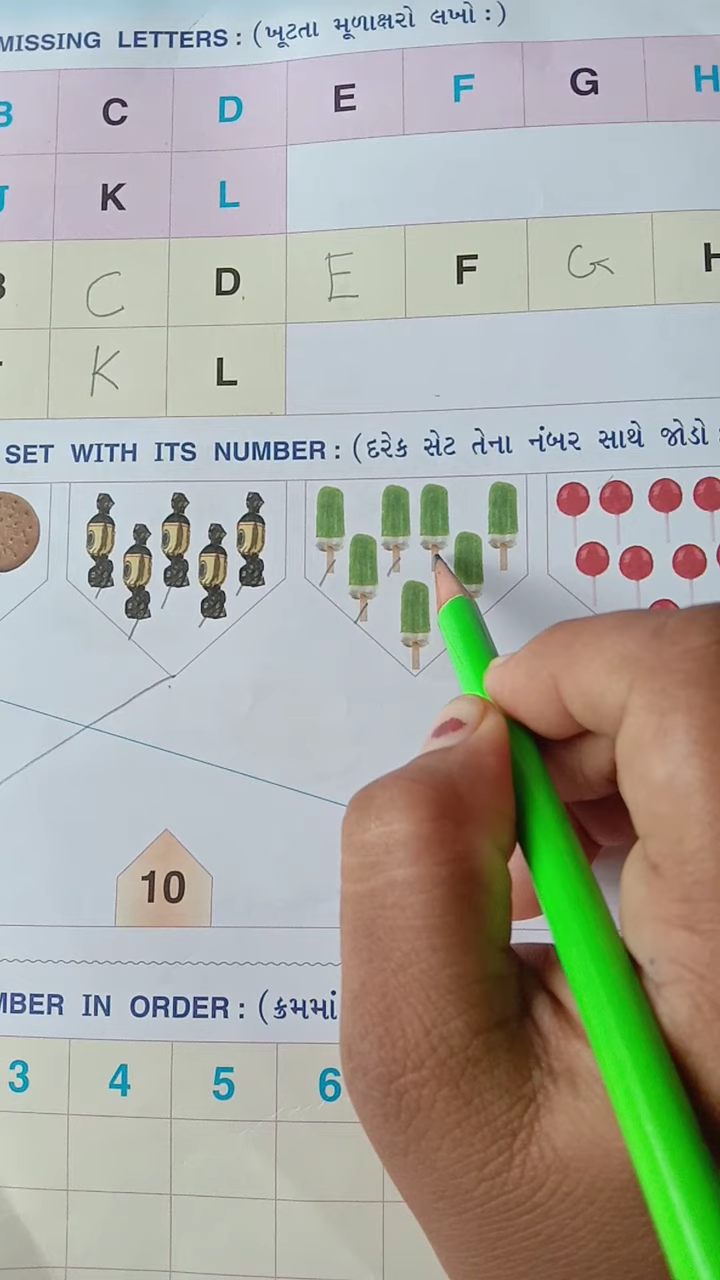 MISSING LETTERS : (ખૂટતા મૂળાક્ષરો લખો :)
B C D E F G H
J K L
B C D E F G H
K L
SET WITH ITS NUMBER : (દરેક સેટ તેના નંબર સાથે જોડો :
10
MBER IN ORDER : (ક્રમમાં
3 4 5 6